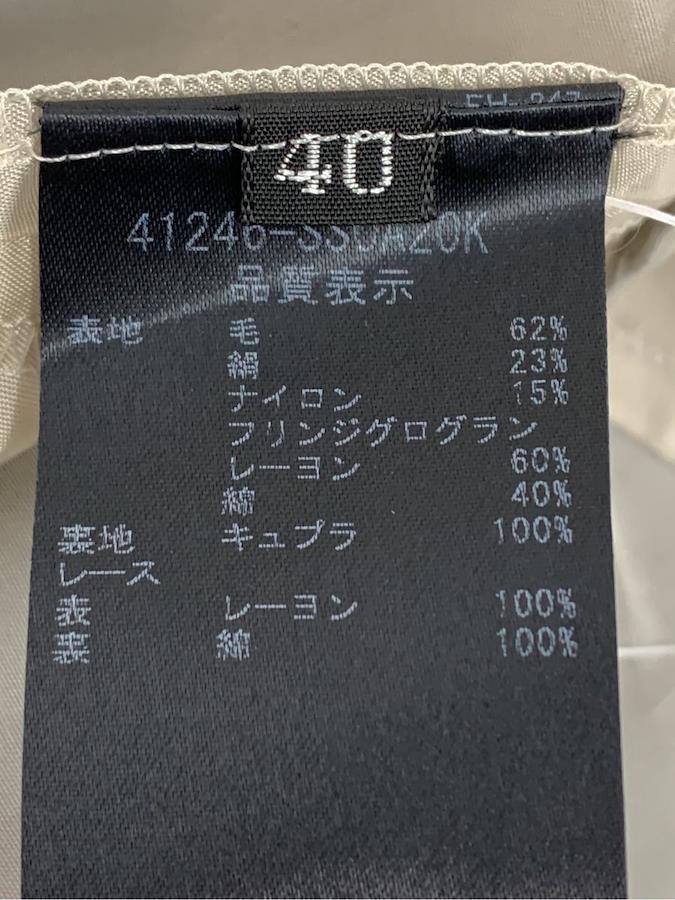 40
品質表示
表地 毛 62%
絹 23%
ナイロン 15%
フリンジグログラン
レーヨン 60%
綿 40%
裏地 キュプラ 100%
レース
表 レーヨン 100%
裏 綿 100%